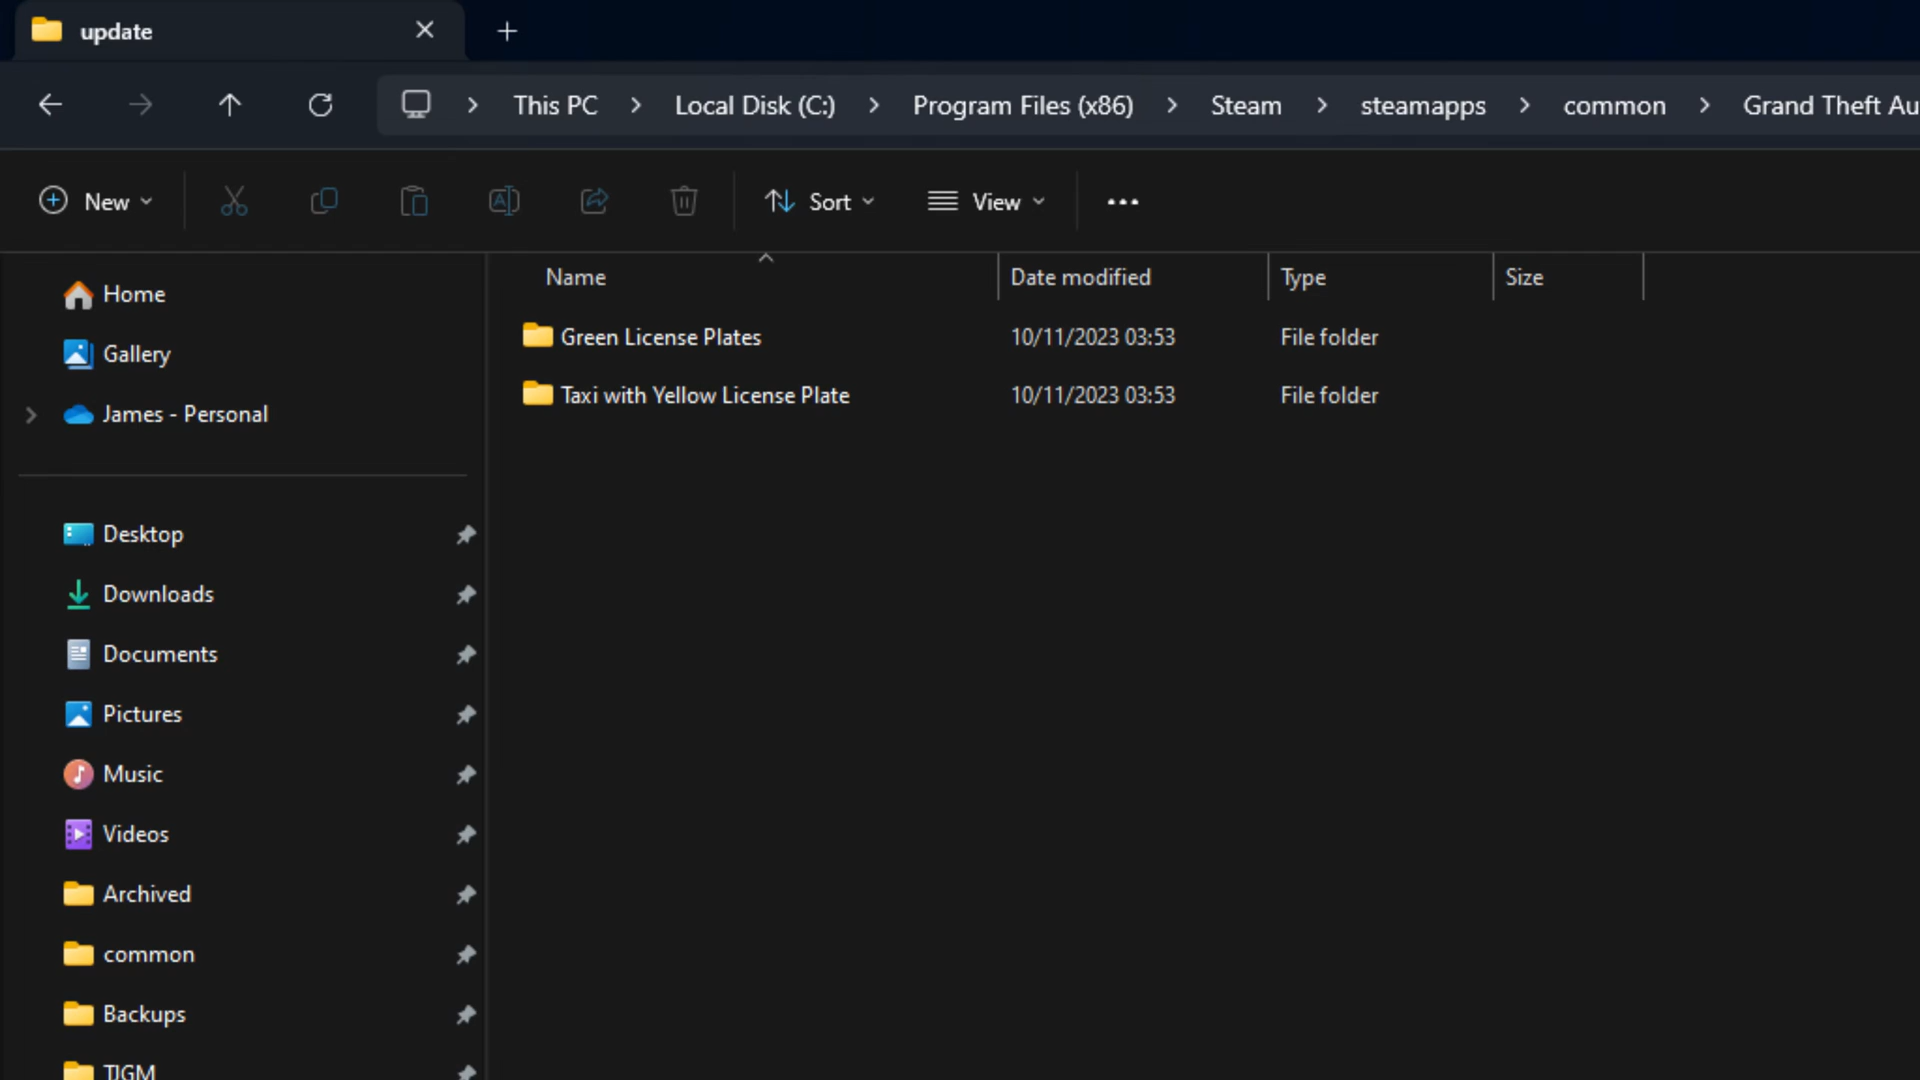 update
This PC > Local Disk (C:) > Program Files (x86) > Steam > steamapps > common > Grand Theft Au
New Sort View
Name Date modified Type Size
Green License Plates 10/11/2023 03:53 File folder
Taxi with Yellow License Plate 10/11/2023 03:53 File folder
Home
Gallery
James - Personal
Desktop
Downloads
Documents
Pictures
Music
Videos
Archived
common
Backups
TIGM